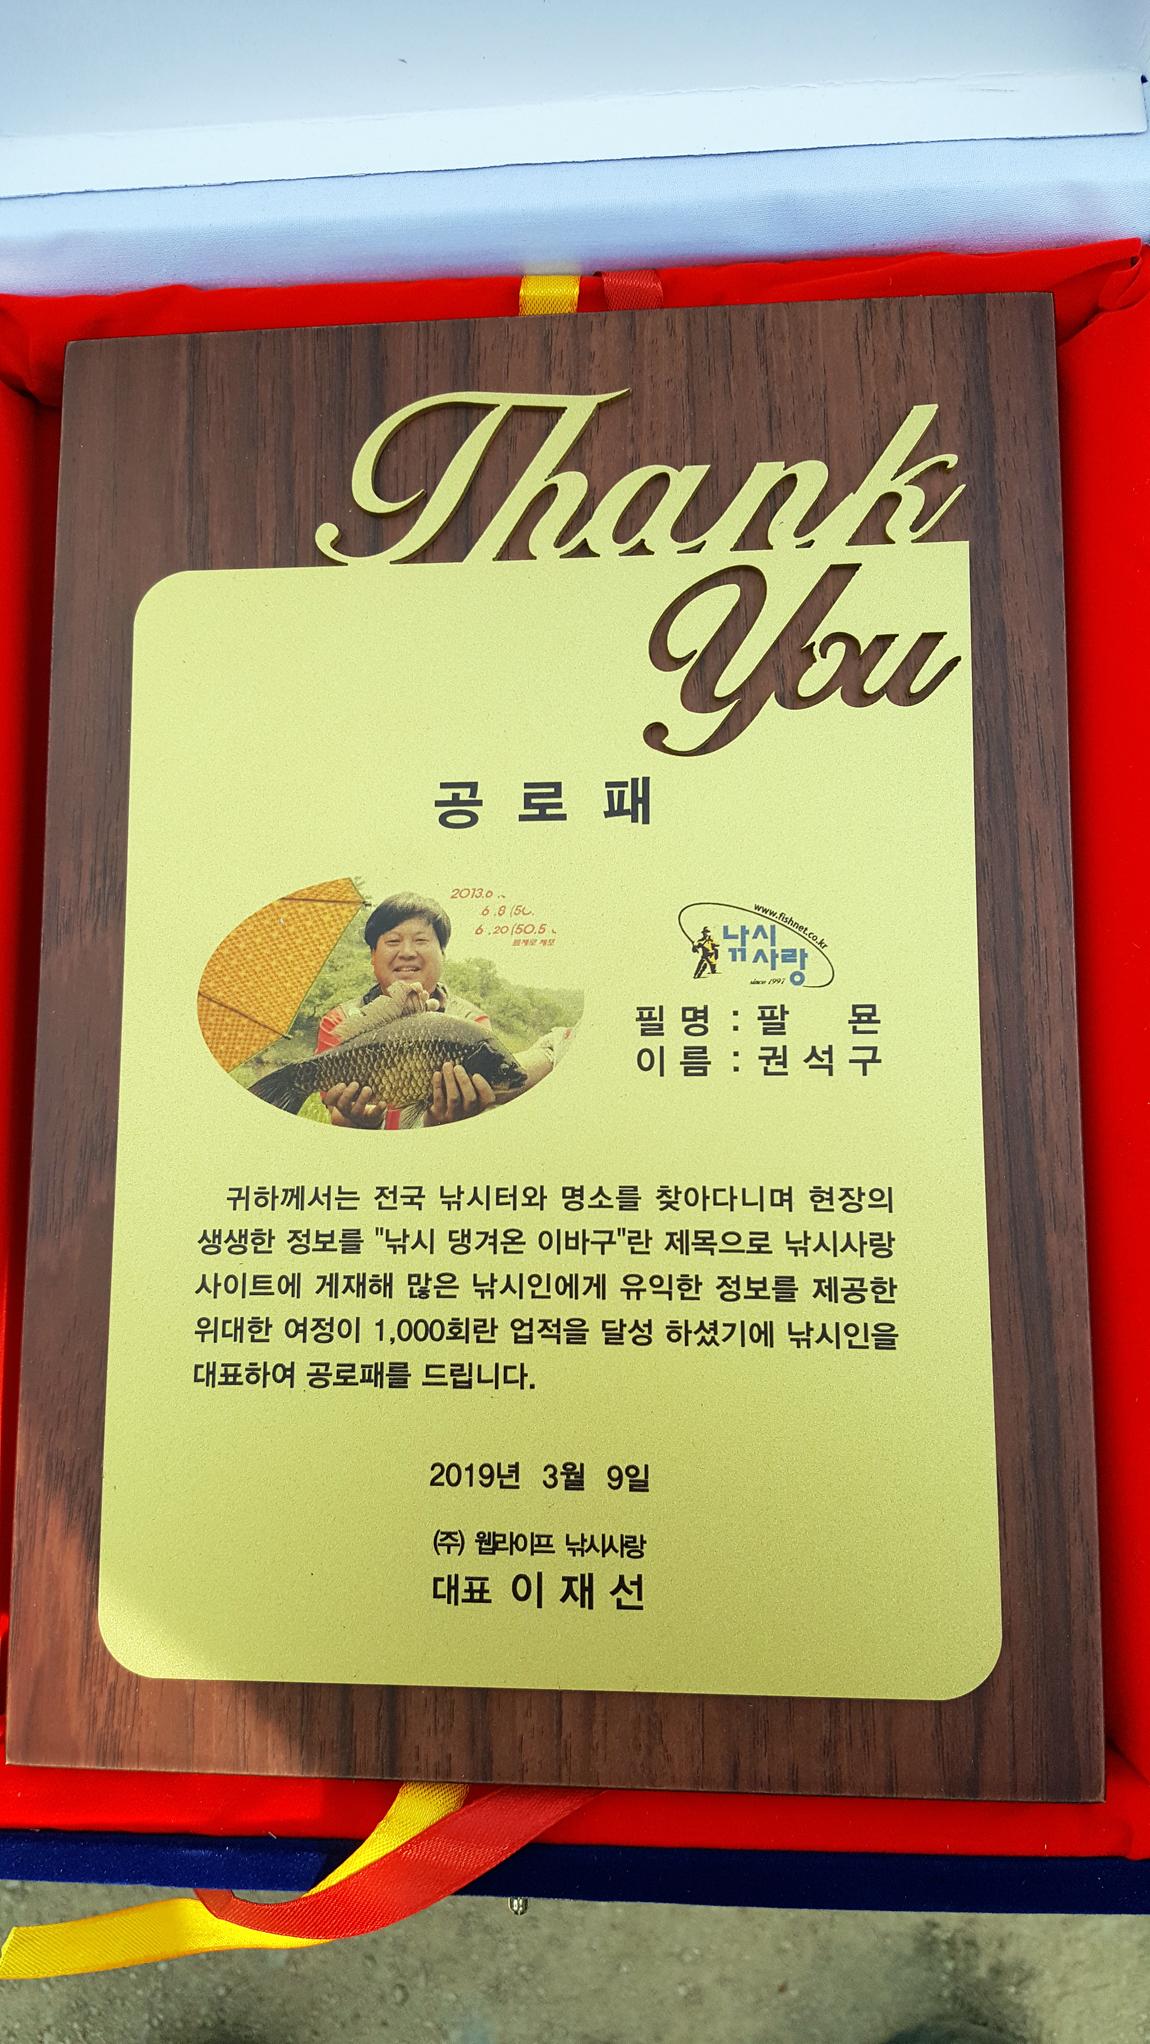 Thank
You
공 로 패
2013.6
6.8 (50.
6.20 (50.5
www.fishnet.co.kr
낚시
사랑
since 1997
필 명 : 팔 묜
이 름 : 권 석 구
귀하께서는 전국 낚시터와 명소를 찾아다니며 현장의
생생한 정보를 "낚시 댕겨온 이바구"란 제목으로 낚시사랑
사이트에 게재해 많은 낚시인에게 유익한 정보를 제공한
위대한 여정이 1,000회란 업적을 달성 하셨기에 낚시인을
대표하여 공로패를 드립니다.
2019년 3월 9일
㈜ 웹라이프 낚시사랑
대표 이 재 선